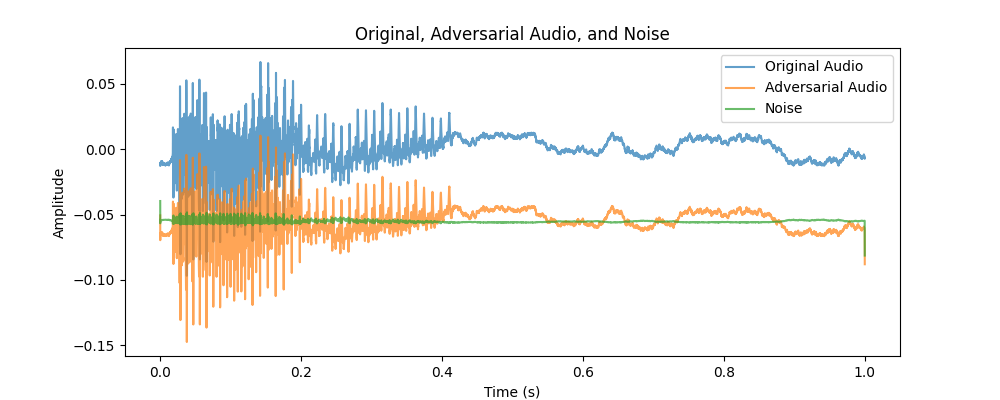 Original, Adversarial Audio, and Noise
Original Audio
Adversarial Audio
Noise
Amplitude
0.05
0.00
−0.05
−0.10
−0.15
0.0 0.2 0.4 0.6 0.8 1.0
Time (s)